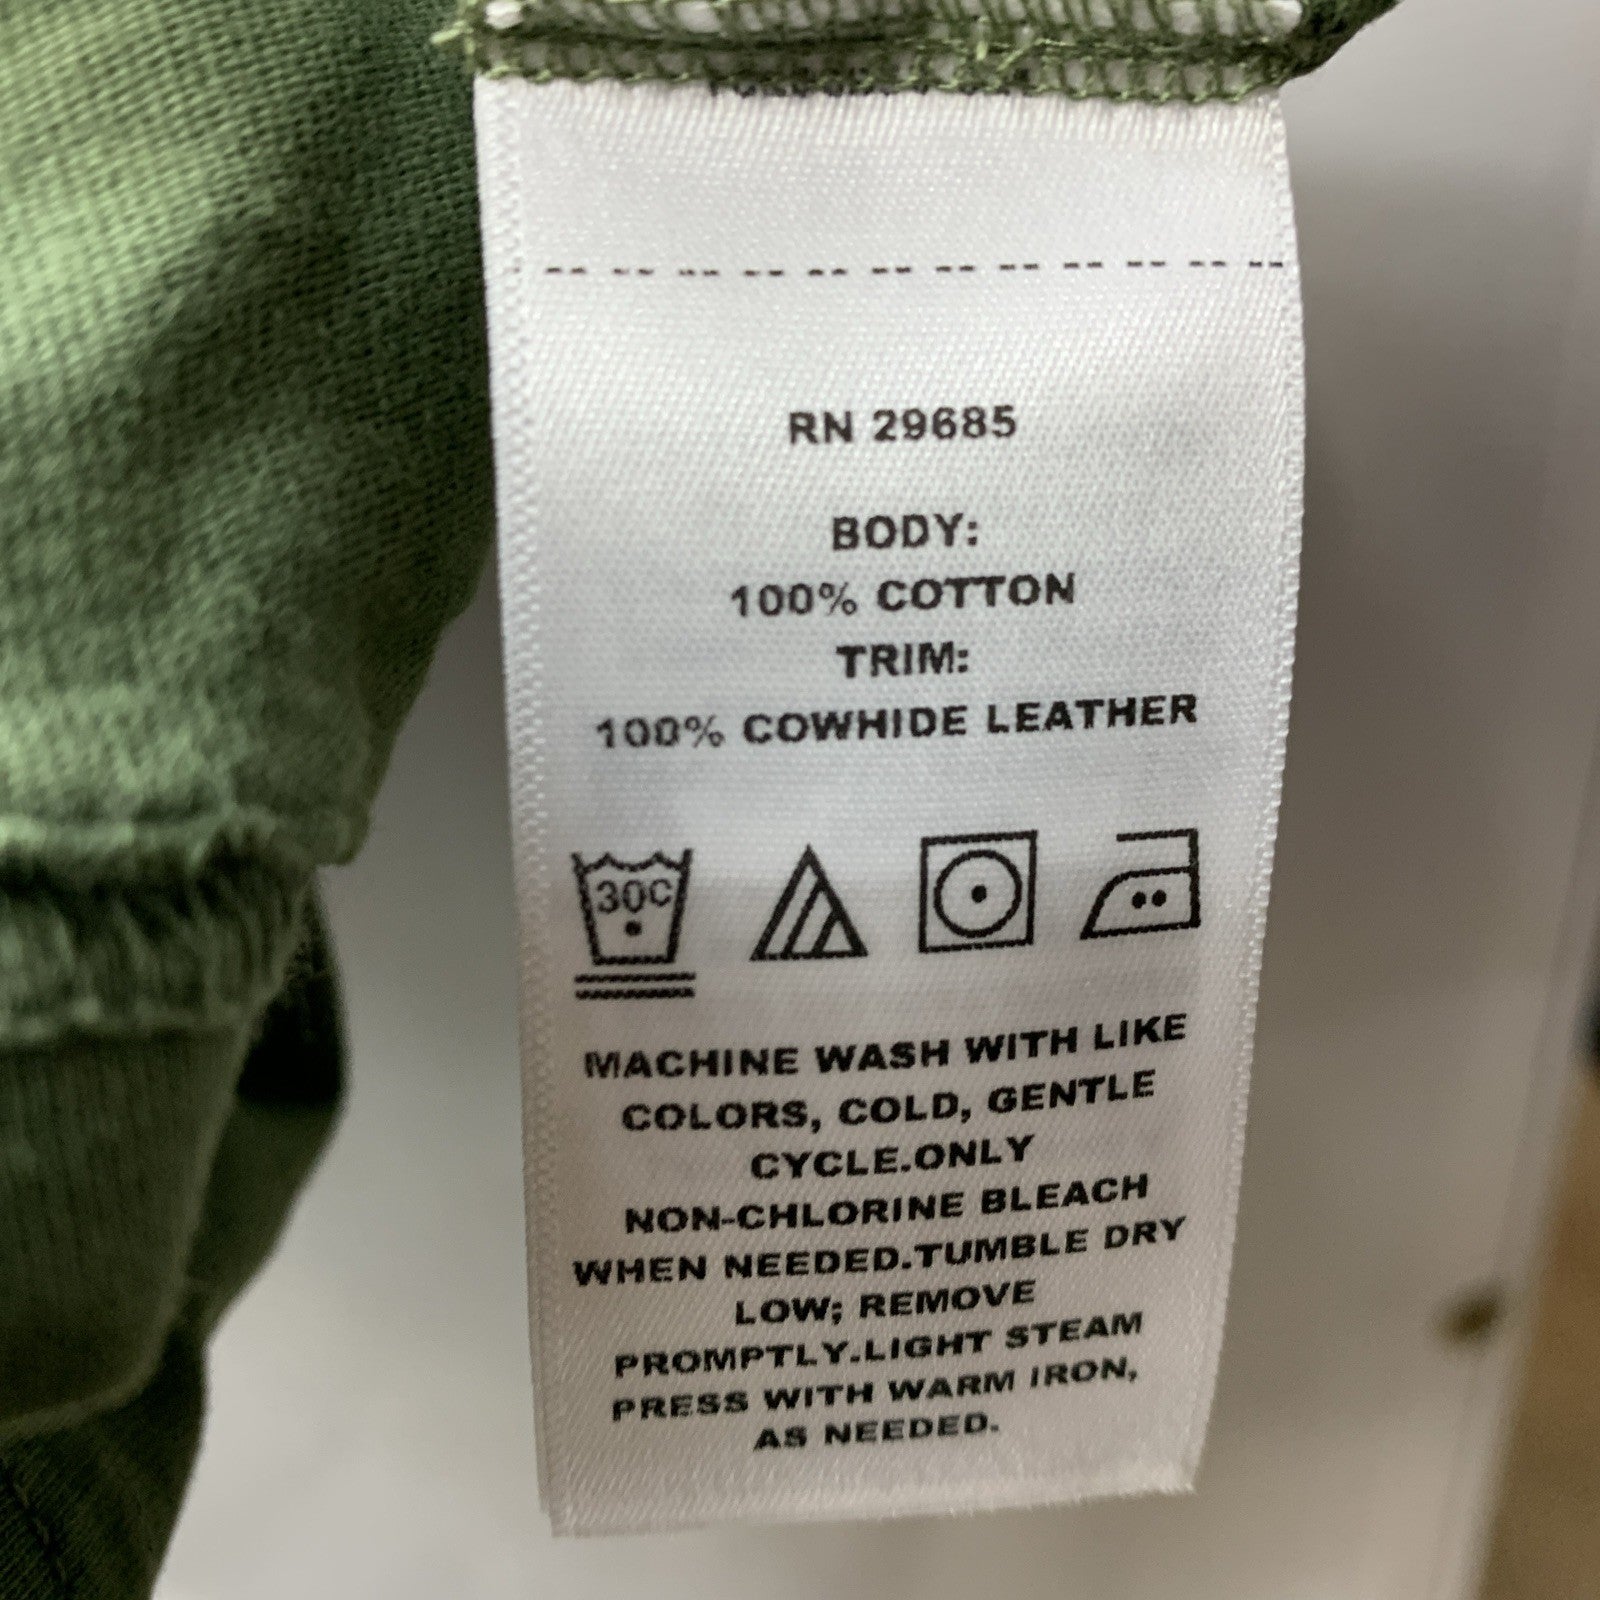 RN 29685
BODY:
100% COTTON
TRIM:
100% COWHIDE LEATHER
30C
MACHINE WASH WITH LIKE
COLORS, COLD, GENTLE
CYCLE.ONLY
NON-CHLORINE BLEACH
WHEN NEEDED.TUMBLE DRY
LOW; REMOVE
PROMPTLY.LIGHT STEAM
PRESS WITH WARM IRON,
AS NEEDED.